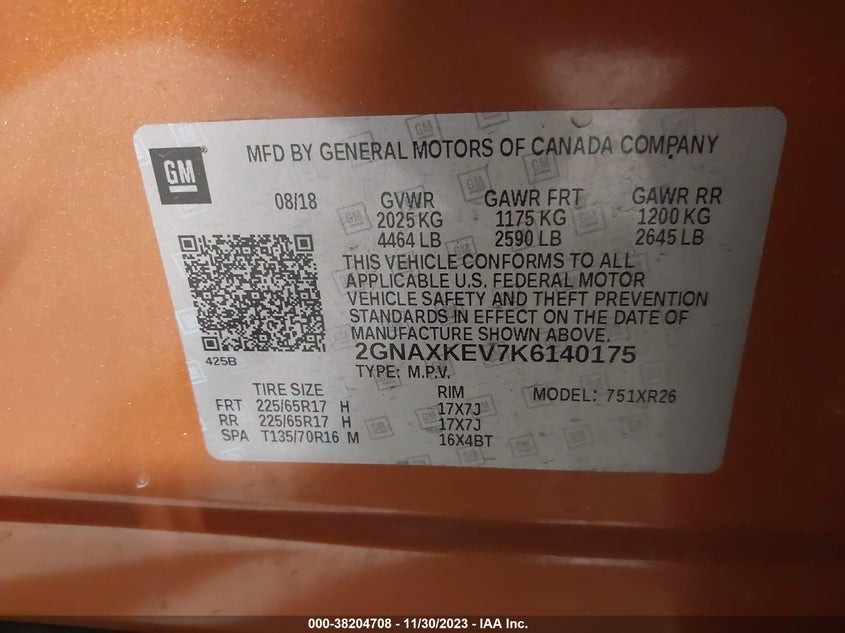 GM
MFD BY GENERAL MOTORS OF CANADA COMPANY
08/18 GVWR GAWR FRT GAWR RR
2025 KG 1175 KG 1200 KG
4464 LB 2590 LB 2645 LB
THIS VEHICLE CONFORMS TO ALL
APPLICABLE U.S. FEDERAL MOTOR
VEHICLE SAFETY AND THEFT PREVENTION
STANDARDS IN EFFECT ON THE DATE OF
MANUFACTURE SHOWN ABOVE.
425B
2GNAXKEV7K6140175
TYPE: M.P.V.
TIRE SIZE RIM MODEL: 751XR26
FRT 225/65R17 H 17X7J
RR 225/65R17 H 17X7J
SPA T135/70R16 M 16X4BT
000-38204708 - 11/30/2023 - IAA Inc.